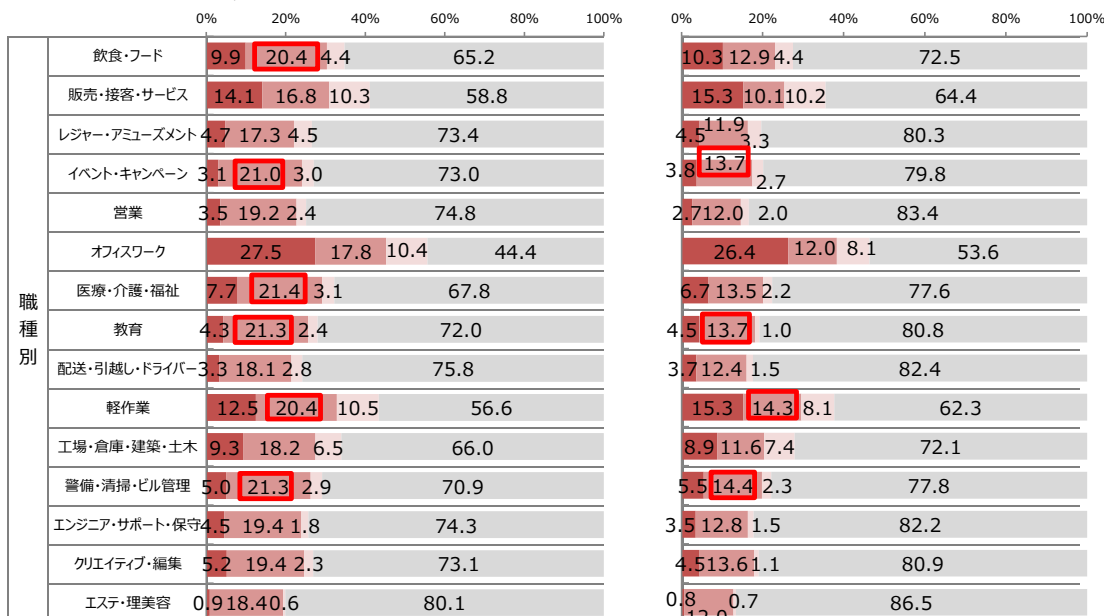 0% 20% 40% 60% 80% 100% 0% 20% 40% 60% 80% 100%
職種別
飲食・フード 9.9 20.4 4.4 65.2 10.3 12.9 4.4 72.5
販売・接客・サービス 14.1 16.8 10.3 58.8 15.3 10.1 10.2 64.4
レジャー・アミューズメント 4.7 17.3 4.5 73.4 4.5 11.9 3.3 80.3
イベント・キャンペーン 3.1 21.0 3.0 73.0 3.8 13.7 2.7 79.8
営業 3.5 19.2 2.4 74.8 2.7 12.0 2.0 83.4
オフィスワーク 27.5 17.8 10.4 44.4 26.4 12.0 8.1 53.6
医療・介護・福祉 7.7 21.4 3.1 67.8 6.7 13.5 2.2 77.6
教育 4.3 21.3 2.4 72.0 4.5 13.7 1.0 80.8
配送・引越し・ドライバー 3.3 18.1 2.8 75.8 3.7 12.4 1.5 82.4
軽作業 12.5 20.4 10.5 56.6 15.3 14.3 8.1 62.3
工場・倉庫・建築・土木 9.3 18.2 6.5 66.0 8.9 11.6 7.4 72.1
警備・清掃・ビル管理 5.0 21.3 2.9 70.9 5.5 14.4 2.3 77.8
エンジニア・サポート・保守 4.5 19.4 1.8 74.3 3.5 12.8 1.5 82.2
クリエイティブ・編集 5.2 19.4 2.3 73.1 4.5 13.6 1.1 80.9
エステ・理美容 0.9 18.4 0.6 80.1 0.8 0.7 86.5